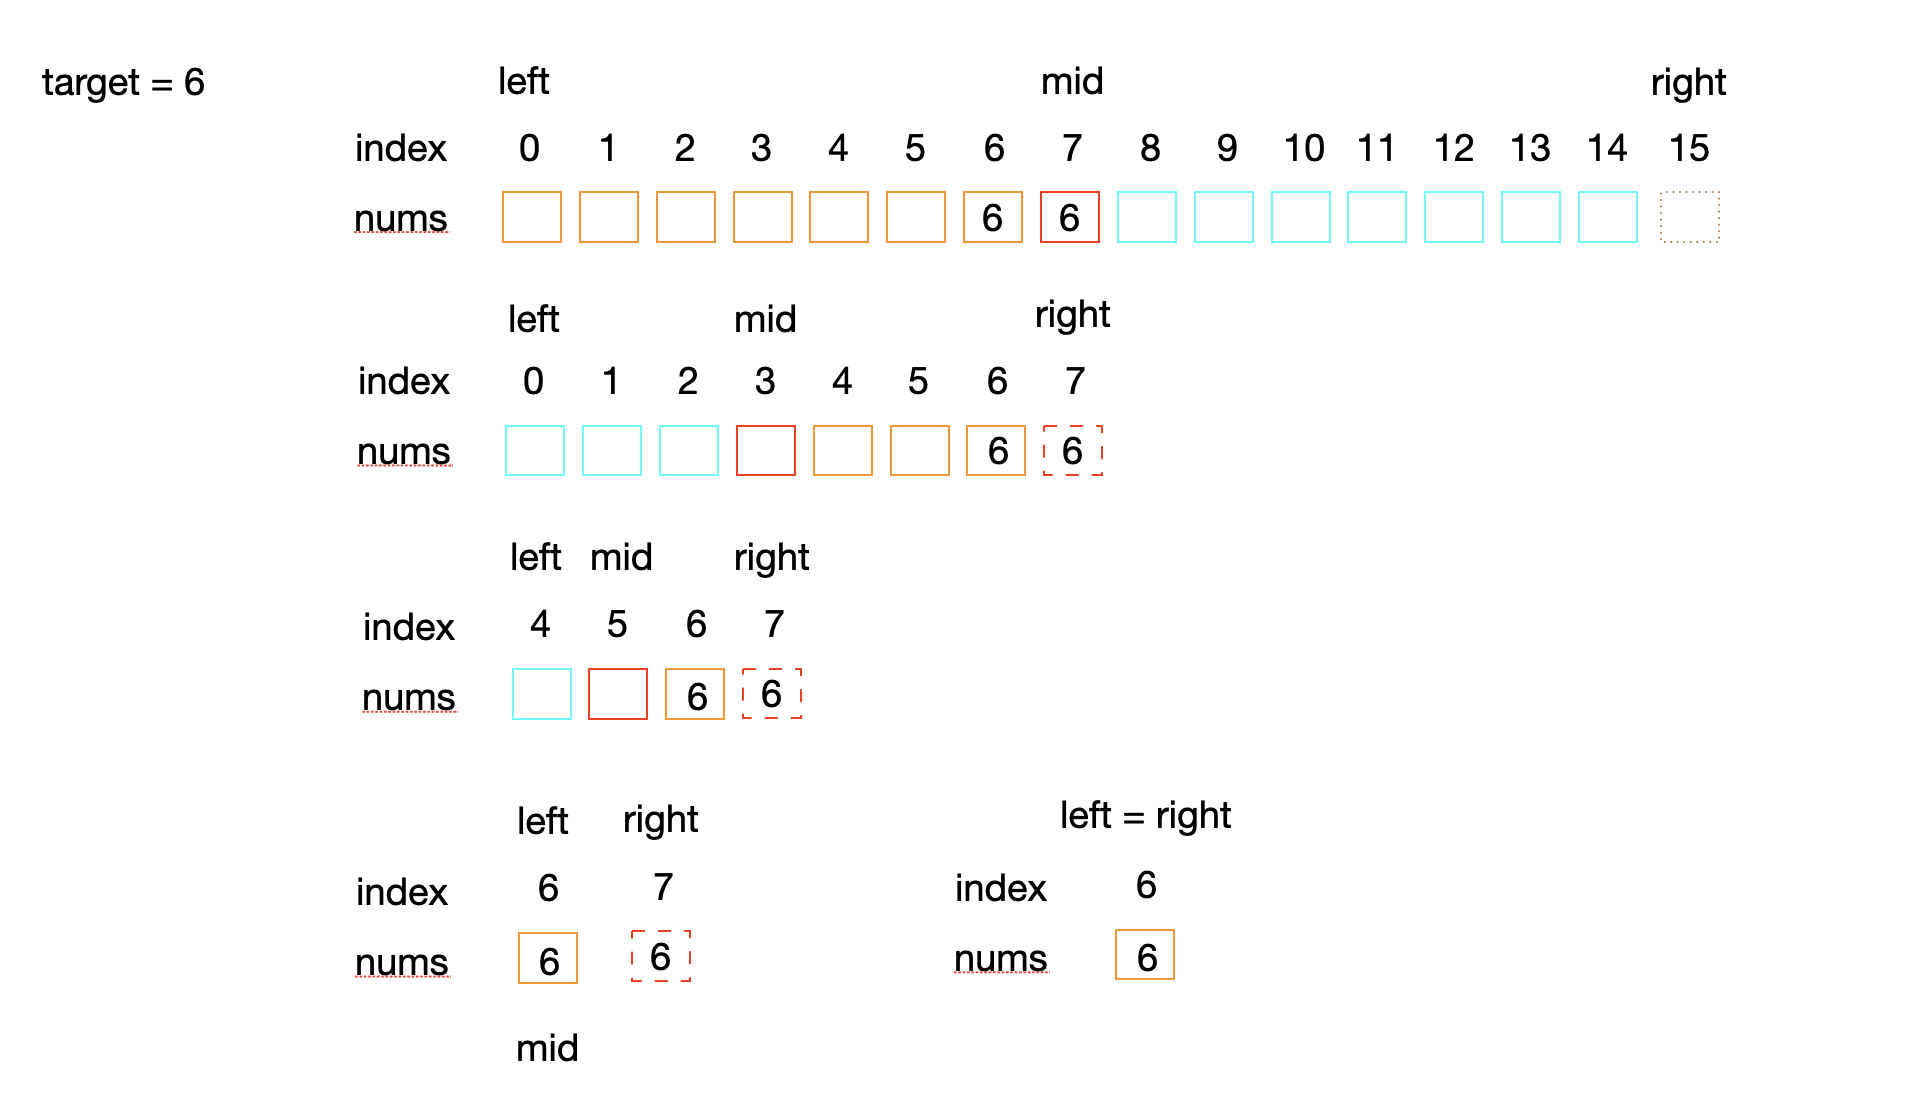 target = 6
left mid right
index 0 1 2 3 4 5 6 7 8 9 10 11 12 13 14 15
nums 6 6
left mid right
index 0 1 2 3 4 5 6 7
nums 6 6
left mid right
index 4 5 6 7
nums 6 6
left right
index 6 7
nums 6 6
mid
left = right
index 6
nums 6